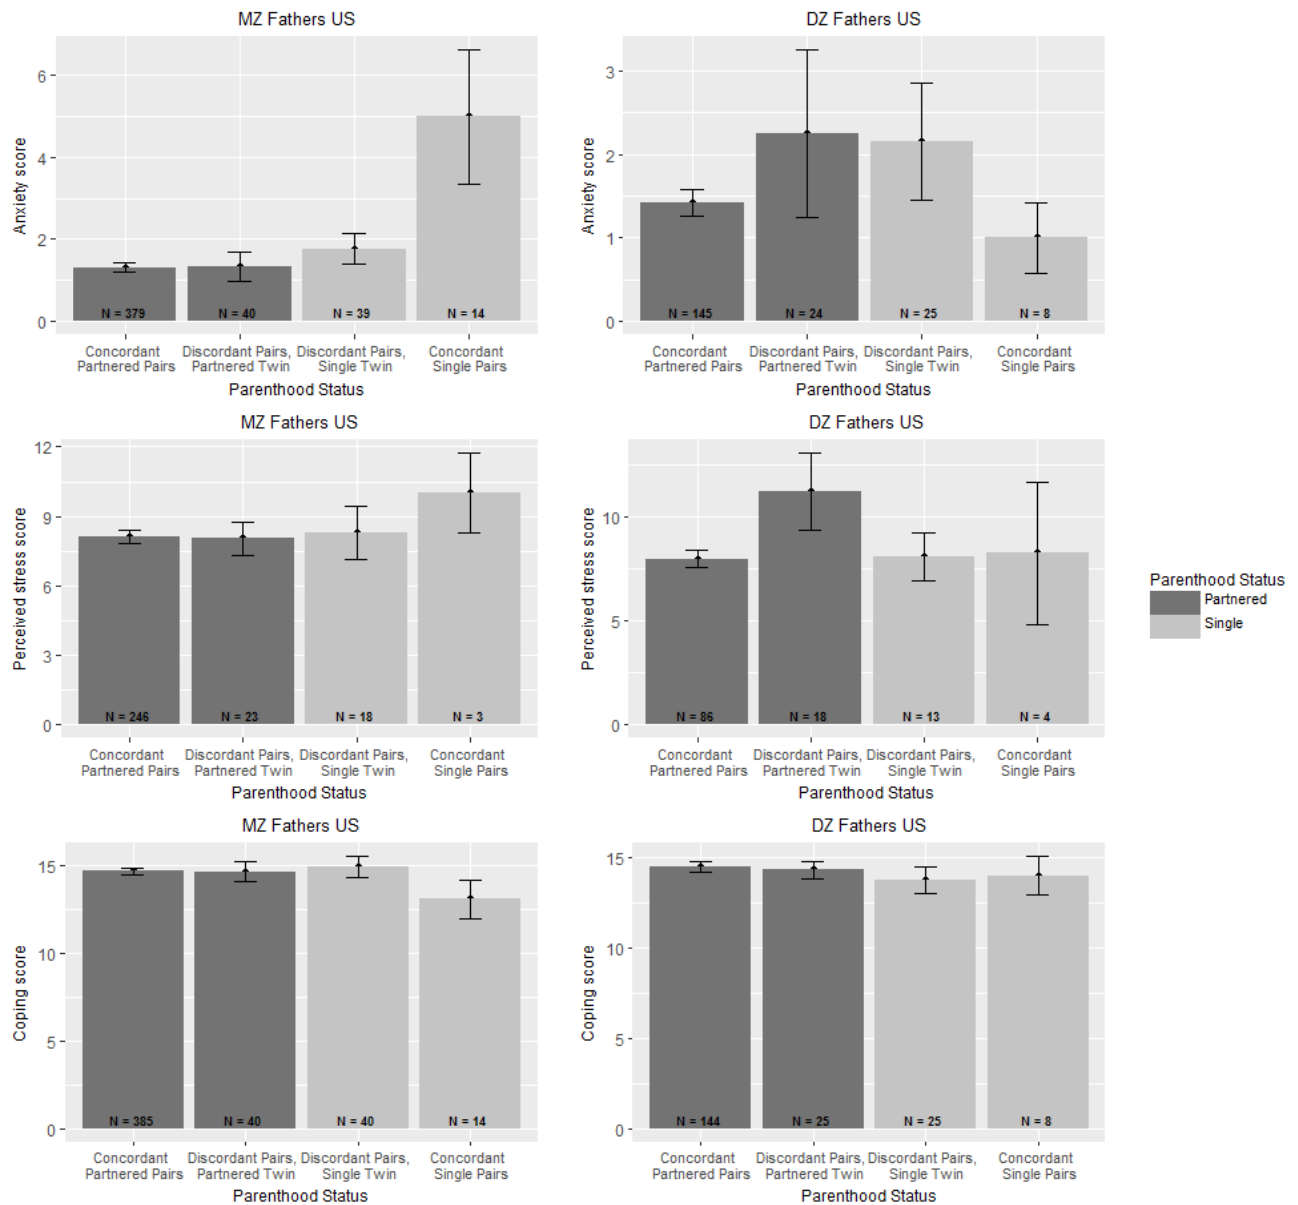 MZ Fathers US
Anxiety score
6
4
2
0
N = 379
N = 40
N = 39
N = 14
Concordant
Partnered Pairs
Discordant Pairs,
Partnered Twin
Discordant Pairs,
Single Twin
Concordant
Single Pairs
Parenthood Status
DZ Fathers US
Anxiety score
3
2
1
0
N = 145
N = 24
N = 25
N = 8
Concordant
Partnered Pairs
Discordant Pairs,
Partnered Twin
Discordant Pairs,
Single Twin
Concordant
Single Pairs
Parenthood Status
MZ Fathers US
Perceived stress score
12
9
6
3
0
N = 246
N = 23
N = 18
N = 3
Concordant
Partnered Pairs
Discordant Pairs,
Partnered Twin
Discordant Pairs,
Single Twin
Concordant
Single Pairs
Parenthood Status
DZ Fathers US
Perceived stress score
10
5
0
N = 86
N = 18
N = 13
N = 4
Concordant
Partnered Pairs
Discordant Pairs,
Partnered Twin
Discordant Pairs,
Single Twin
Concordant
Single Pairs
Parenthood Status
Parenthood Status
Partnered
Single
MZ Fathers US
Coping score
15
10
5
0
N = 385
N = 40
N = 40
N = 14
Concordant
Partnered Pairs
Discordant Pairs,
Partnered Twin
Discordant Pairs,
Single Twin
Concordant
Single Pairs
Parenthood Status
DZ Fathers US
Coping score
15
10
5
0
N = 144
N = 25
N = 25
N = 8
Concordant
Partnered Pairs
Discordant Pairs,
Partnered Twin
Discordant Pairs,
Single Twin
Concordant
Single Pairs
Parenthood Status